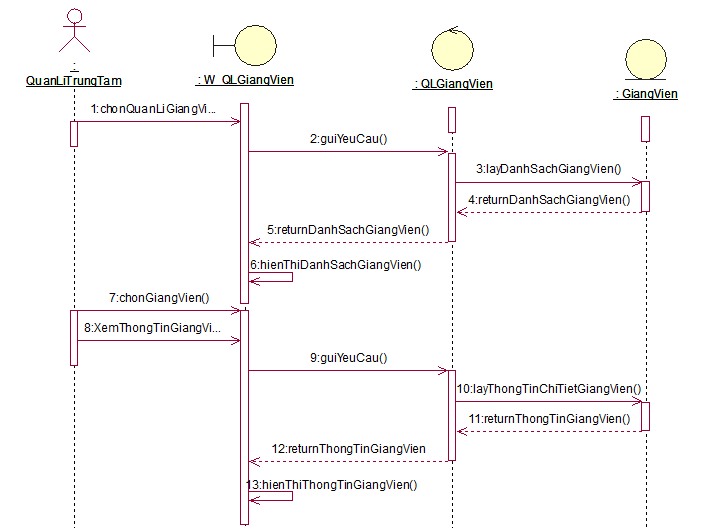 : QuanLiTrungTam
: W_QLGiangVien
: QLGiangVien
: GiangVien
1:chonQuanLiGiangVi...
2:guiYeuCau()
3:layDanhSachGiangVien()
4:returnDanhSachGiangVien()
5:returnDanhSachGiangVien()
6:hienThiDanhSachGiangVien()
7:chonGiangVien()
8:XemThongTinGiangVi...
9:guiYeuCau()
10:layThongTinChiTietGiangVien()
11:returnThongTinGiangVien()
12:returnThongTinGiangVien
13:hienThiThongTinGiangVien()